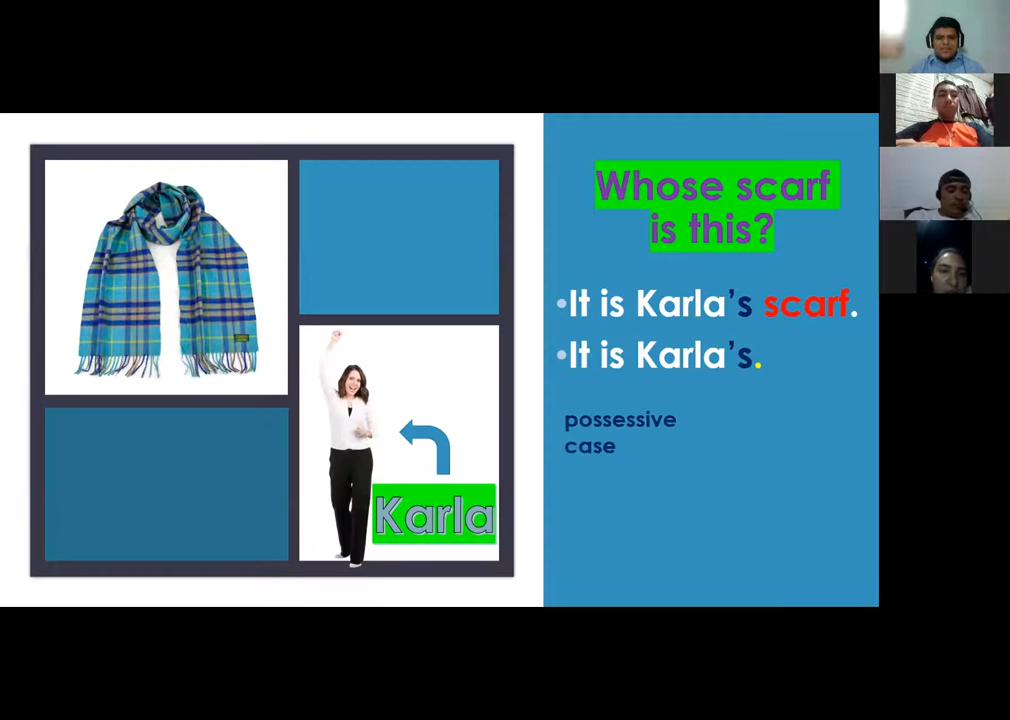 Whose scarf
is this?
•It is Karla’s scarf.
•It is Karla’s.
possessive
case
Karla